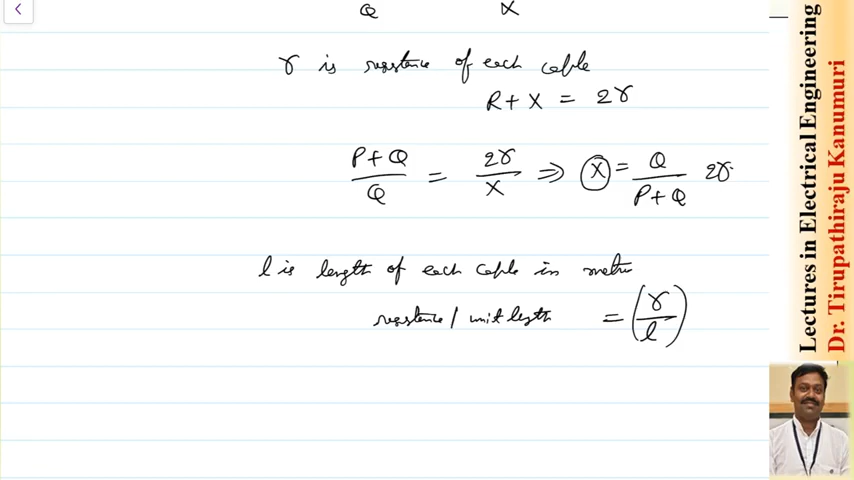 Q X
r is resistance of each cable
R + X = 2r
P + Q / Q = 2r / X ⇒ X = Q / P + Q 2r
l is length of each cable in metre
resistance / unit length = (r / l)
Lectures in Electrical Engineering
Dr. Tirupathiraju Kanumuri